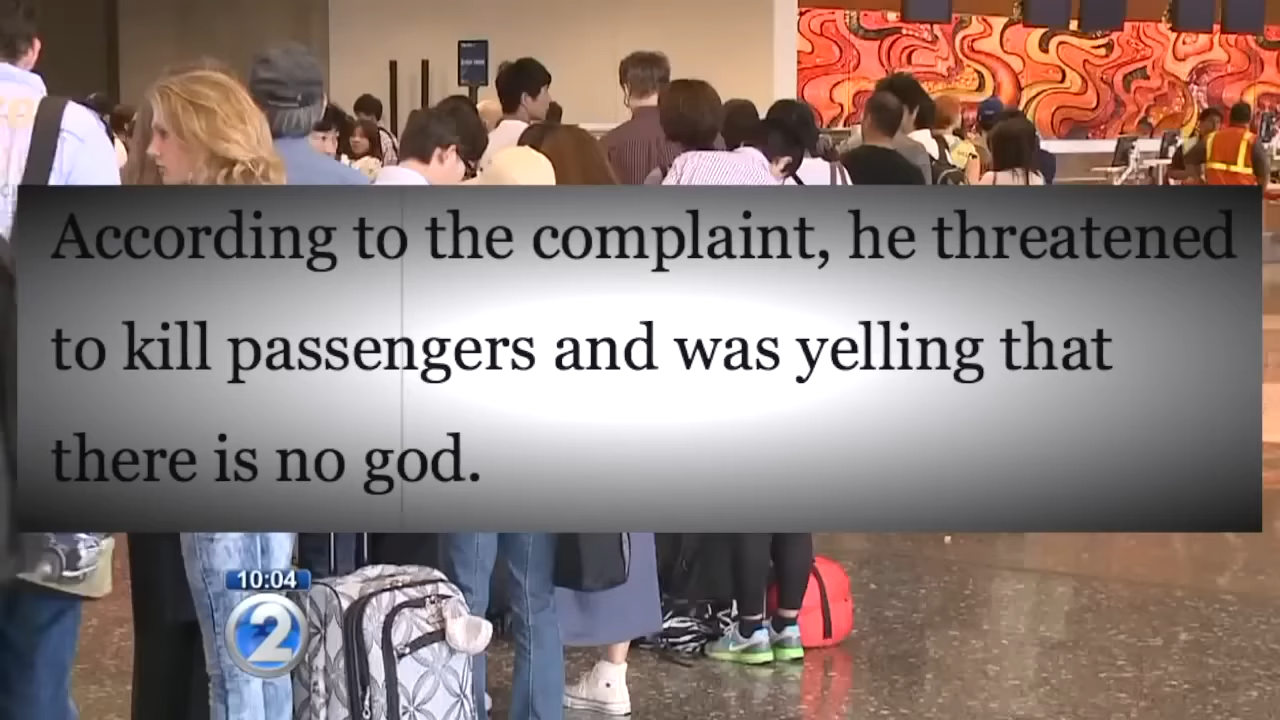 According to the complaint, he threatened
to kill passengers and was yelling that
there is no god.
10:04
2